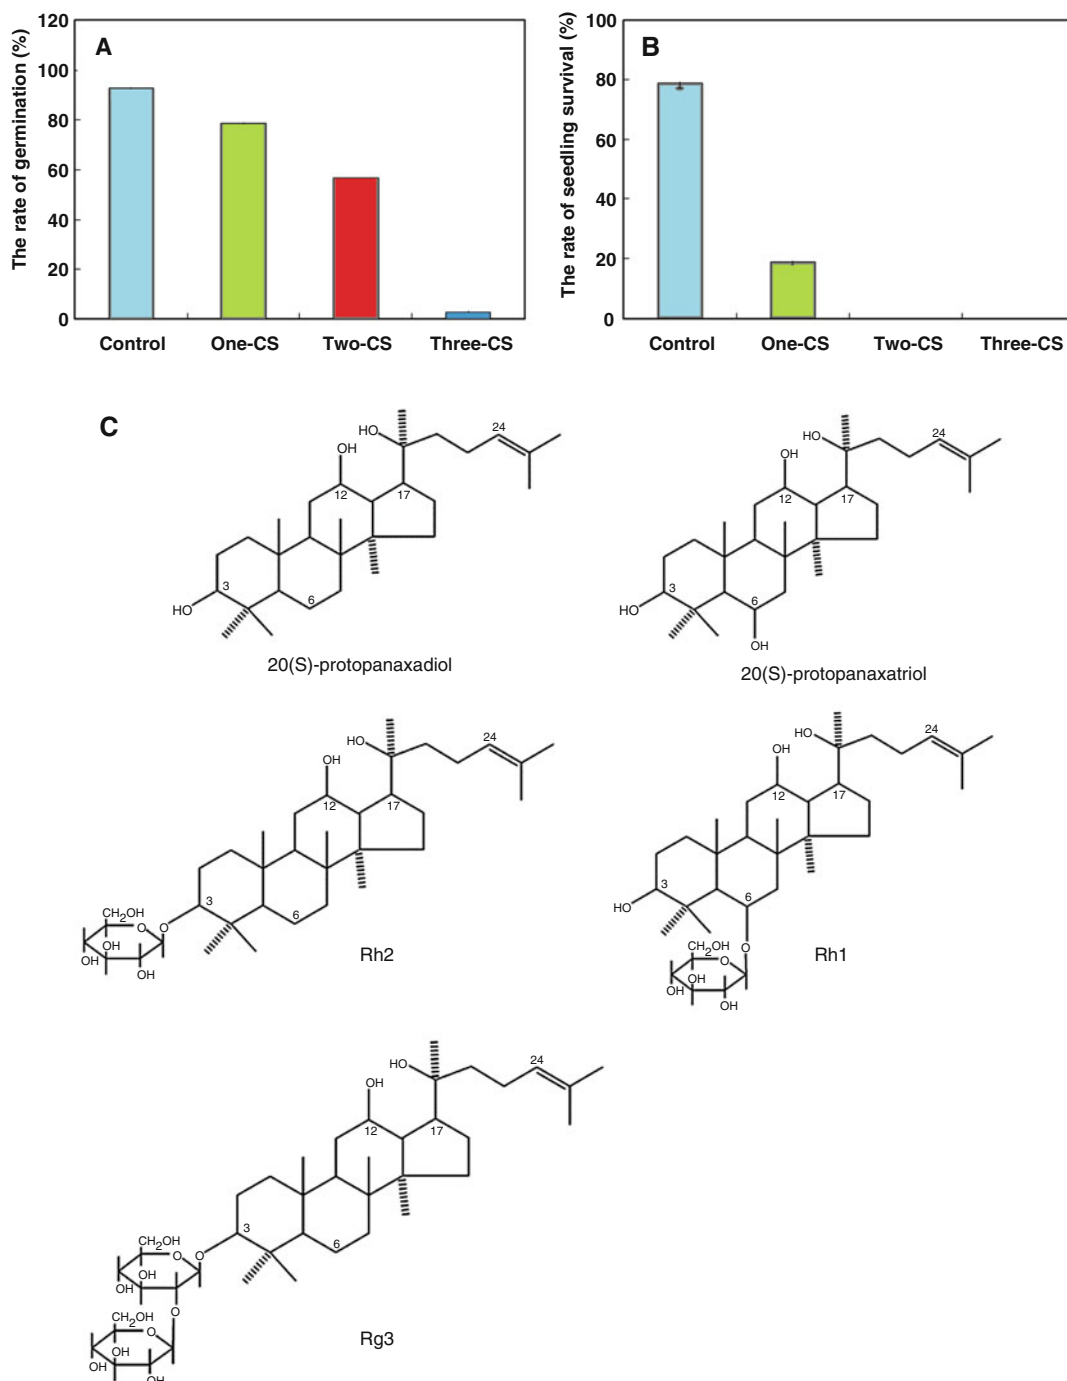 A
The rate of germination (%)
120
100
80
60
40
20
0
Control One-CS Two-CS Three-CS
B
The rate of seedling survival (%)
100
80
60
40
20
0
Control One-CS Two-CS Three-CS
C
HO
OH
24
12
17
3
6
HO
20(S)-protopanaxadiol
HO
OH
24
12
17
3
6
HO
OH
20(S)-protopanaxatriol
HO
OH
24
12
17
3
6
CH2OH
O
O
OH
OH
OH
Rh2
HO
OH
24
12
17
3
6
HO
O
CH2OH
O
OH
OH
OH
Rh1
HO
OH
24
12
17
3
6
CH2OH
O
O
OH
OH
O
CH2OH
O
OH
OH
OH
Rg3